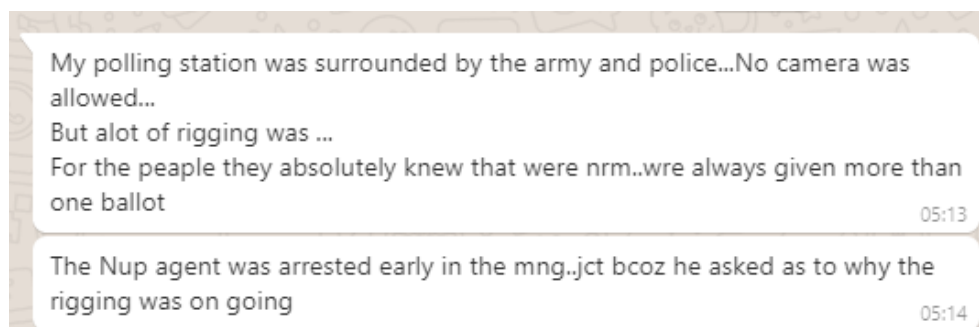 My polling station was surrounded by the army and police...No camera was
allowed...
But alot of rigging was ...
For the peaple they absolutely knew that were nrm..wre always given more than
one ballot
05:13
The Nup agent was arrested early in the mng..jct bcoz he asked as to why the
rigging was on going
05:14